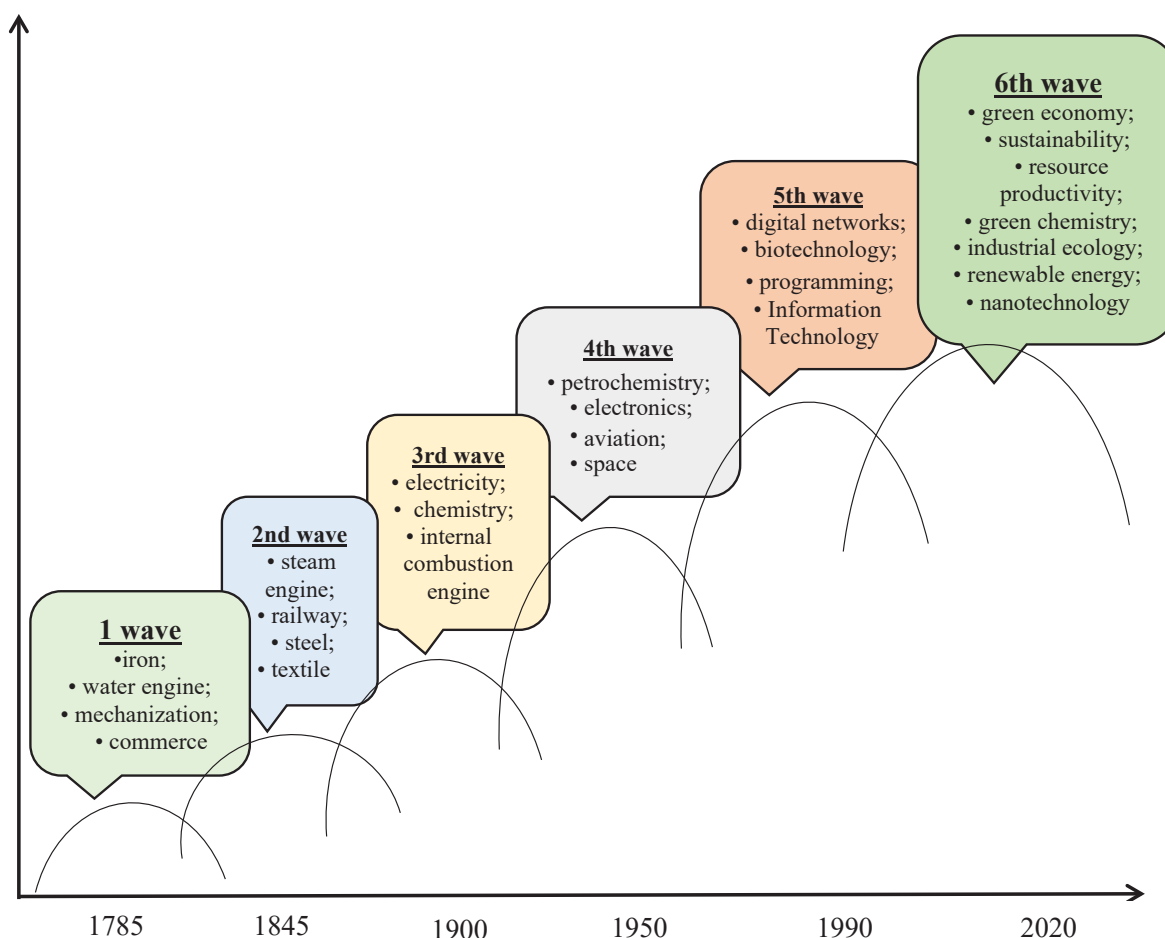 1 wave
•iron;
• water engine;
• mechanization;
• commerce
2nd wave
• steam
engine;
• railway;
• steel;
• textile
3rd wave
• electricity;
• chemistry;
• internal
combustion
engine
4th wave
• petrochemistry;
• electronics;
• aviation;
• space
5th wave
• digital networks;
• biotechnology;
• programming;
• Information
Technology
6th wave
• green economy;
• sustainability;
• resource
productivity;
• green chemistry;
• industrial ecology;
• renewable energy;
• nanotechnology
1785 1845 1900 1950 1990 2020